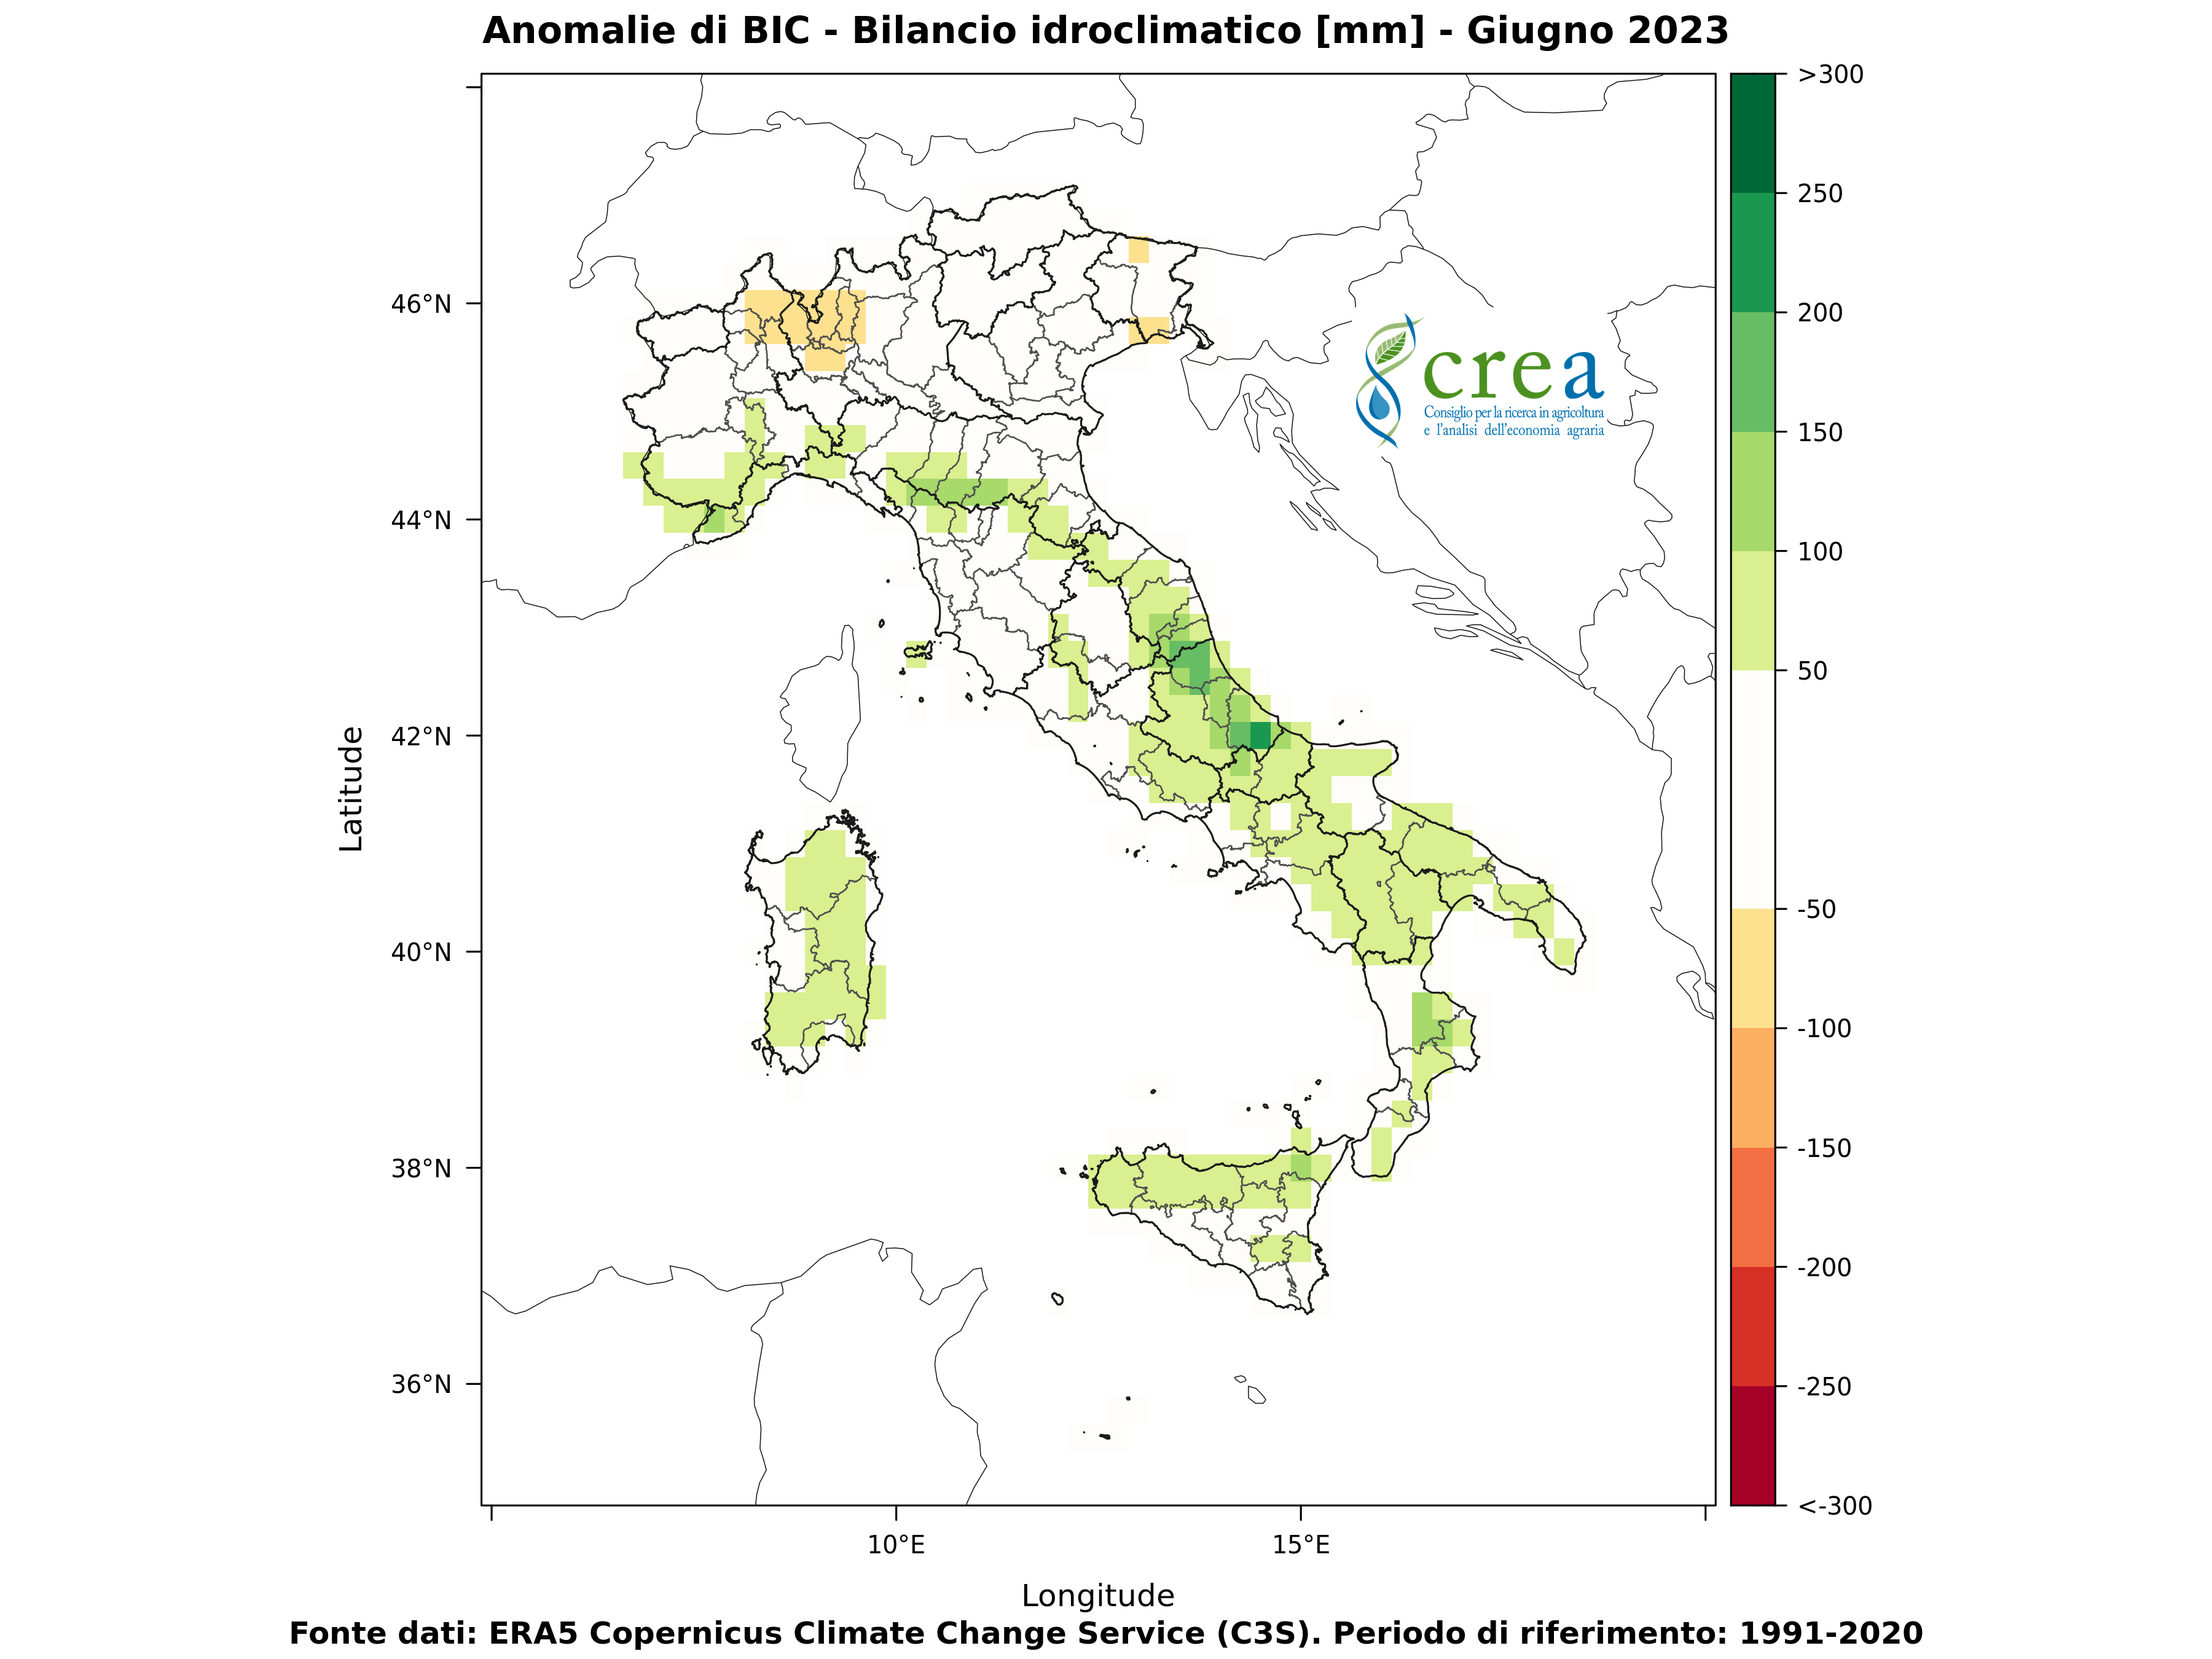 Anomalie di BIC - Bilancio idroclimatico [mm] - Giugno 2023
>300
250
200
150
100
50
-50
-100
-150
-200
-250
<-300
46°N
44°N
42°N
40°N
38°N
36°N
Latitude
crea
Consiglio per la ricerca in agricoltura
e l'analisi dell'economia agraria
10°E
15°E
Longitude
Fonte dati: ERA5 Copernicus Climate Change Service (C3S). Periodo di riferimento: 1991-2020